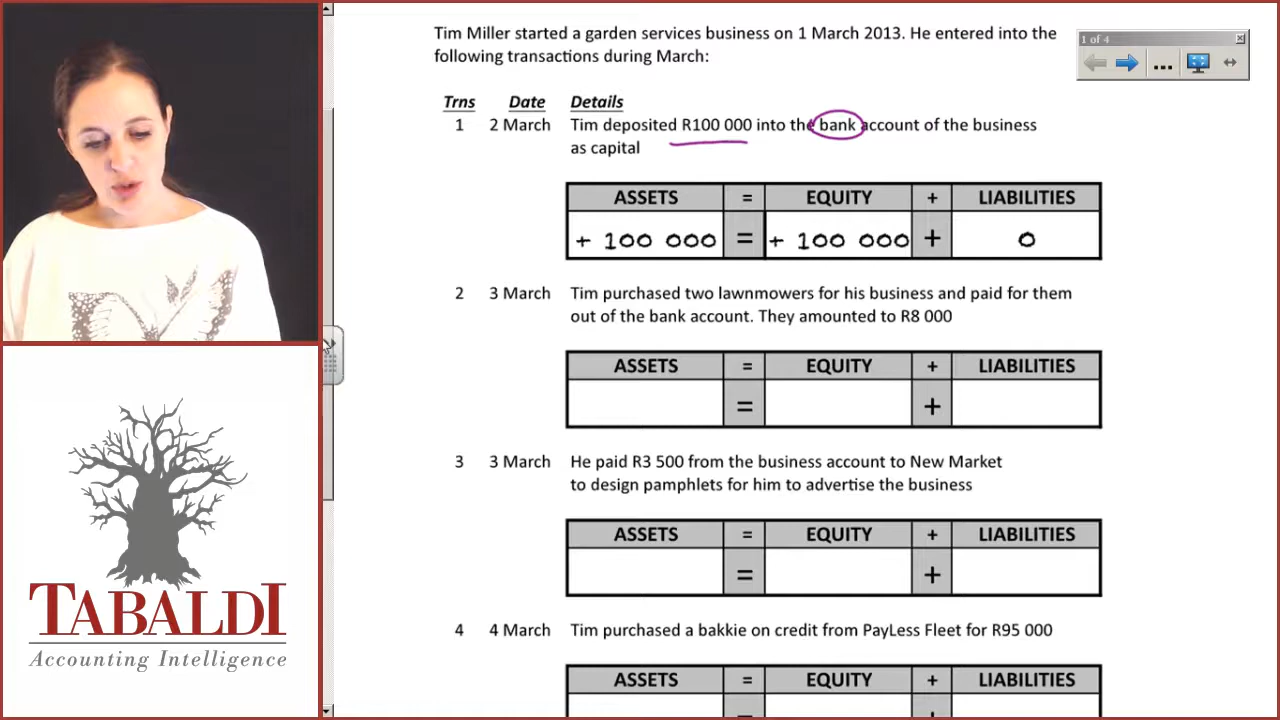 Tim Miller started a garden services business on 1 March 2013. He entered into the
following transactions during March:
1 of 4
Trns Date Details
1 2 March Tim deposited R100 000 into the bank account of the business
as capital
ASSETS = EQUITY + LIABILITIES
+ 100 000 = + 100 000 + 0
2 3 March Tim purchased two lawnmowers for his business and paid for them
out of the bank account. They amounted to R8 000
ASSETS = EQUITY + LIABILITIES
= +
3 3 March He paid R3 500 from the business account to New Market
to design pamphlets for him to advertise the business
ASSETS = EQUITY + LIABILITIES
= +
4 4 March Tim purchased a bakkie on credit from PayLess Fleet for R95 000
ASSETS = EQUITY + LIABILITIES
TABALDI
Accounting Intelligence